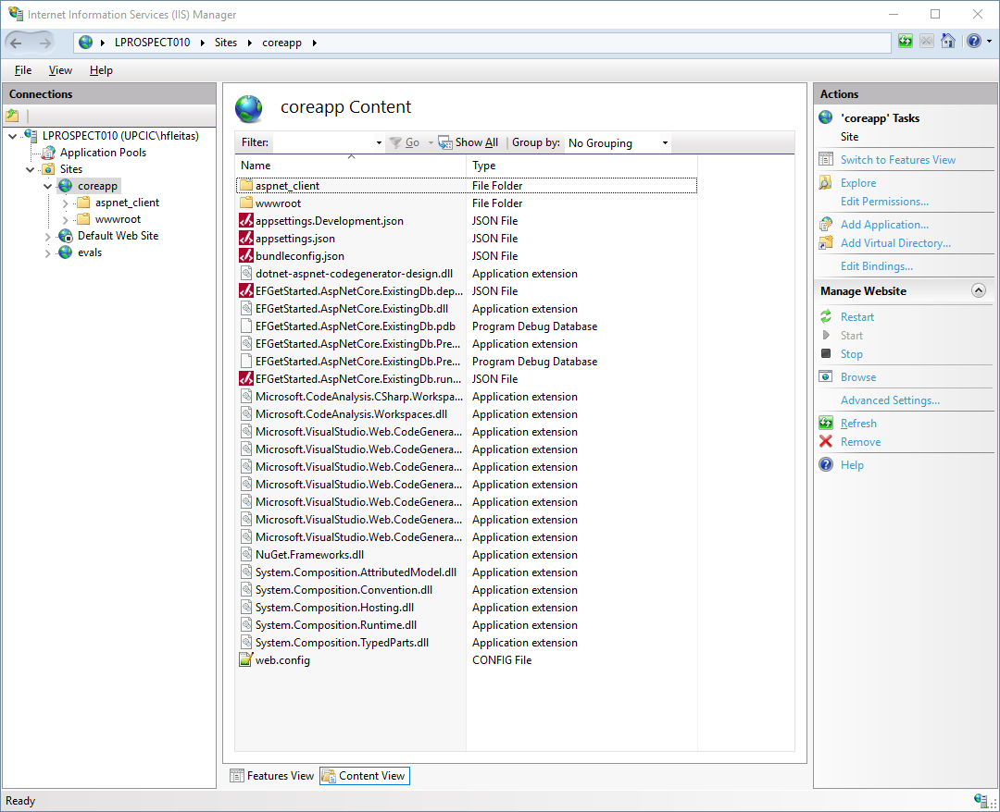 Internet Information Services (IIS) Manager
LPROSPECT010 Sites coreapp
File View Help
Connections
LPROSPECT010 (UPCIC\hfleitas)
Application Pools
Sites
coreapp
aspnet_client
wwwroot
Default Web Site
evals
coreapp Content
Filter: Go Show All Group by: No Grouping
Name Type
aspnet_client File Folder
wwwroot File Folder
appsettings.Development.json JSON File
appsettings.json JSON File
bundleconfig.json JSON File
dotnet-aspnet-codegenerator-design.dll Application extension
EFGetStarted.AspNetCore.ExistingDb.dep... JSON File
EFGetStarted.AspNetCore.ExistingDb.dll Application extension
EFGetStarted.AspNetCore.ExistingDb.pdb Program Debug Database
EFGetStarted.AspNetCore.ExistingDb.Pre... Application extension
EFGetStarted.AspNetCore.ExistingDb.Pre... Program Debug Database
EFGetStarted.AspNetCore.ExistingDb.run... JSON File
Microsoft.CodeAnalysis.CSharp.Workspa... Application extension
Microsoft.CodeAnalysis.Workspaces.dll Application extension
Microsoft.VisualStudio.Web.CodeGenera... Application extension
Microsoft.VisualStudio.Web.CodeGenera... Application extension
Microsoft.VisualStudio.Web.CodeGenera... Application extension
Microsoft.VisualStudio.Web.CodeGenera... Application extension
Microsoft.VisualStudio.Web.CodeGenera... Application extension
Microsoft.VisualStudio.Web.CodeGenera... Application extension
Microsoft.VisualStudio.Web.CodeGenera... Application extension
NuGet.Frameworks.dll Application extension
System.Composition.AttributedModel.dll Application extension
System.Composition.Convention.dll Application extension
System.Composition.Hosting.dll Application extension
System.Composition.Runtime.dll Application extension
System.Composition.TypedParts.dll Application extension
web.config CONFIG File
Features View Content View
Actions
'coreapp' Tasks
Site
Switch to Features View
Explore
Edit Permissions...
Add Application...
Add Virtual Directory...
Edit Bindings...
Manage Website
Restart
Start
Stop
Browse
Advanced Settings...
Refresh
Remove
Help
Ready